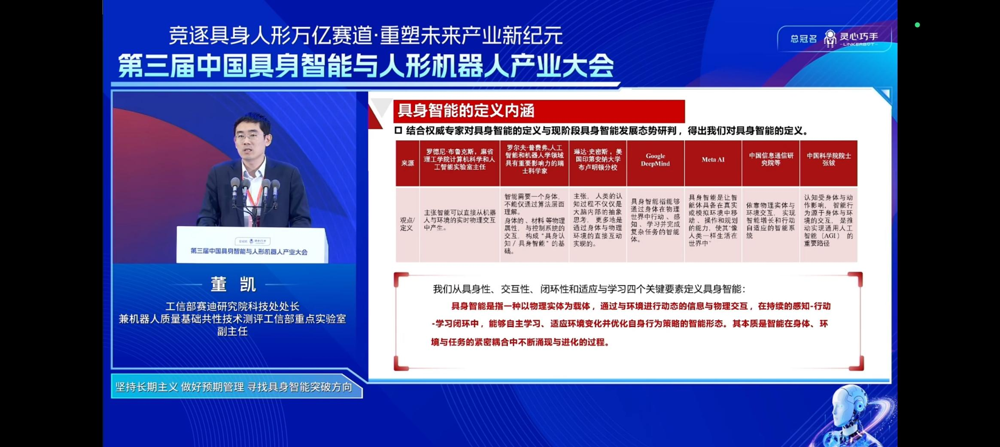 竞逐具身人形万亿赛道·重塑未来产业新纪元
第三届中国具身智能与人形机器人产业大会
总冠名 灵心巧手
-LINKERBOT-
具身智能的定义内涵
结合权威专家对具身智能的定义与现阶段具身智能发展态势研判，得出我们对具身智能的定义。
来源
罗德尼·布鲁克斯，麻省
理工学院计算机科学和人
工智能实验室主任
罗尔夫·普费弗,人工
智能和机器人学领域
具有重要影响力的瑞
士科学家
琳达·史密斯，美
国印第安纳大学
布卢明顿分校
Google
DeepMind
Meta AI
中国信息通信研
究院等
中国科学院院士
张钹
观点/
定义
主张智能可以直接从机器
人与环境的实时物理交互
中产生。
智能需要一个身体，
不能仅通过算法层面
理解。
身体的、材料等物理
属性，与控制系统的
交互，构成“具身认
知/具身智能”的基
础。
主张，人类的认
知过程不仅仅是
大脑内部的抽象
思考，更多地是
通过身体与物理
环境的直接互动
实现的。
具身智能指能够
通过身体在物理
世界中行动、感
知、学习并完成
复杂任务的智能
体。
具身智能是让智
能体具备在真实
或模拟环境中移
动、操作和规划
的能力，使其“像
人类一样生活在
世界中”
依靠物理实体与
环境交互，实现
智能增长和行动
自适应的智能系
统
认知受身体与动
作影响，智能行
为源于身体与环
境的交互，是推
动实现通用人工
智能（AGI）的
重要路径
我们从具身性、交互性、闭环性和适应与学习四个关键要素定义具身智能：
具身智能是指一种以物理实体为载体，通过与环境进行动态的信息与物理交互，在持续的感知-行动
-学习闭环中，能够自主学习、适应环境变化并优化自身行为策略的智能形态。其本质是智能在身体、环
境与任务的紧密耦合中不断涌现与进化的过程。
总冠名 灵心巧手
第三届中国具身智能与人形机器人产业大会
董 凯
工信部赛迪研究院科技处处长
兼机器人质量基础共性技术测评工信部重点实验室
副主任
坚持长期主义 做好预期管理 寻找具身智能突破方向